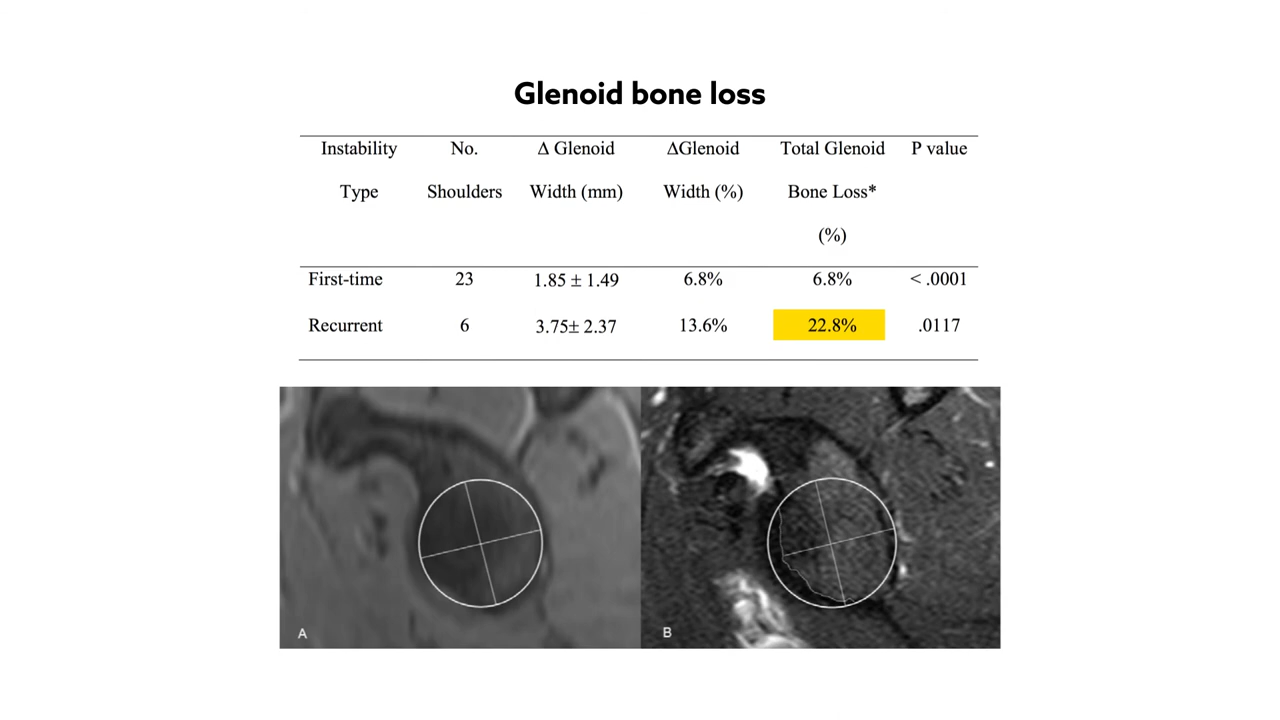 Glenoid bone loss
Instability No. Δ Glenoid ΔGlenoid Total Glenoid P value
Type Shoulders Width (mm) Width (%) Bone Loss*
(%)
First-time 23 1.85 ± 1.49 6.8% 6.8% < .0001
Recurrent 6 3.75± 2.37 13.6% 22.8% .0117
A B